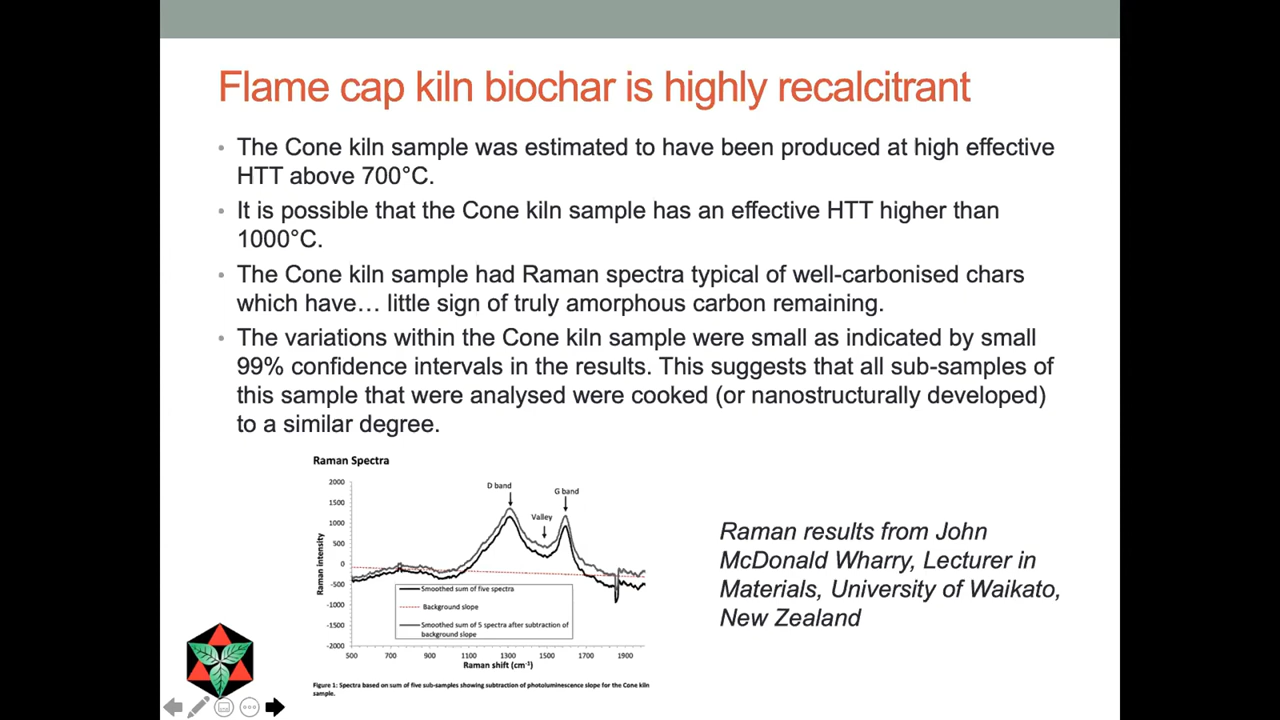 Flame cap kiln biochar is highly recalcitrant
• The Cone kiln sample was estimated to have been produced at high effective
HTT above 700°C.
• It is possible that the Cone kiln sample has an effective HTT higher than
1000°C.
• The Cone kiln sample had Raman spectra typical of well-carbonised chars
which have… little sign of truly amorphous carbon remaining.
• The variations within the Cone kiln sample were small as indicated by small
99% confidence intervals in the results. This suggests that all sub-samples of
this sample that were analysed were cooked (or nanostructurally developed)
to a similar degree.
Raman Spectra
2000
1500
1000
500
0
-500
-1000
-1500
-2000
Raman intensity
D band
Valley
G band
Smoothed sum of five spectra
Background slope
Smoothed sum of 5 spectra after subtraction of
background slope
500 700 900 1100 1300 1500 1700 1900
Raman shift (cm⁻¹)
Figure 1: Spectra based on sum of five sub-samples showing subtraction of photoluminescence slope for the Cone kiln
sample.
Raman results from John
McDonald Wharry, Lecturer in
Materials, University of Waikato,
New Zealand